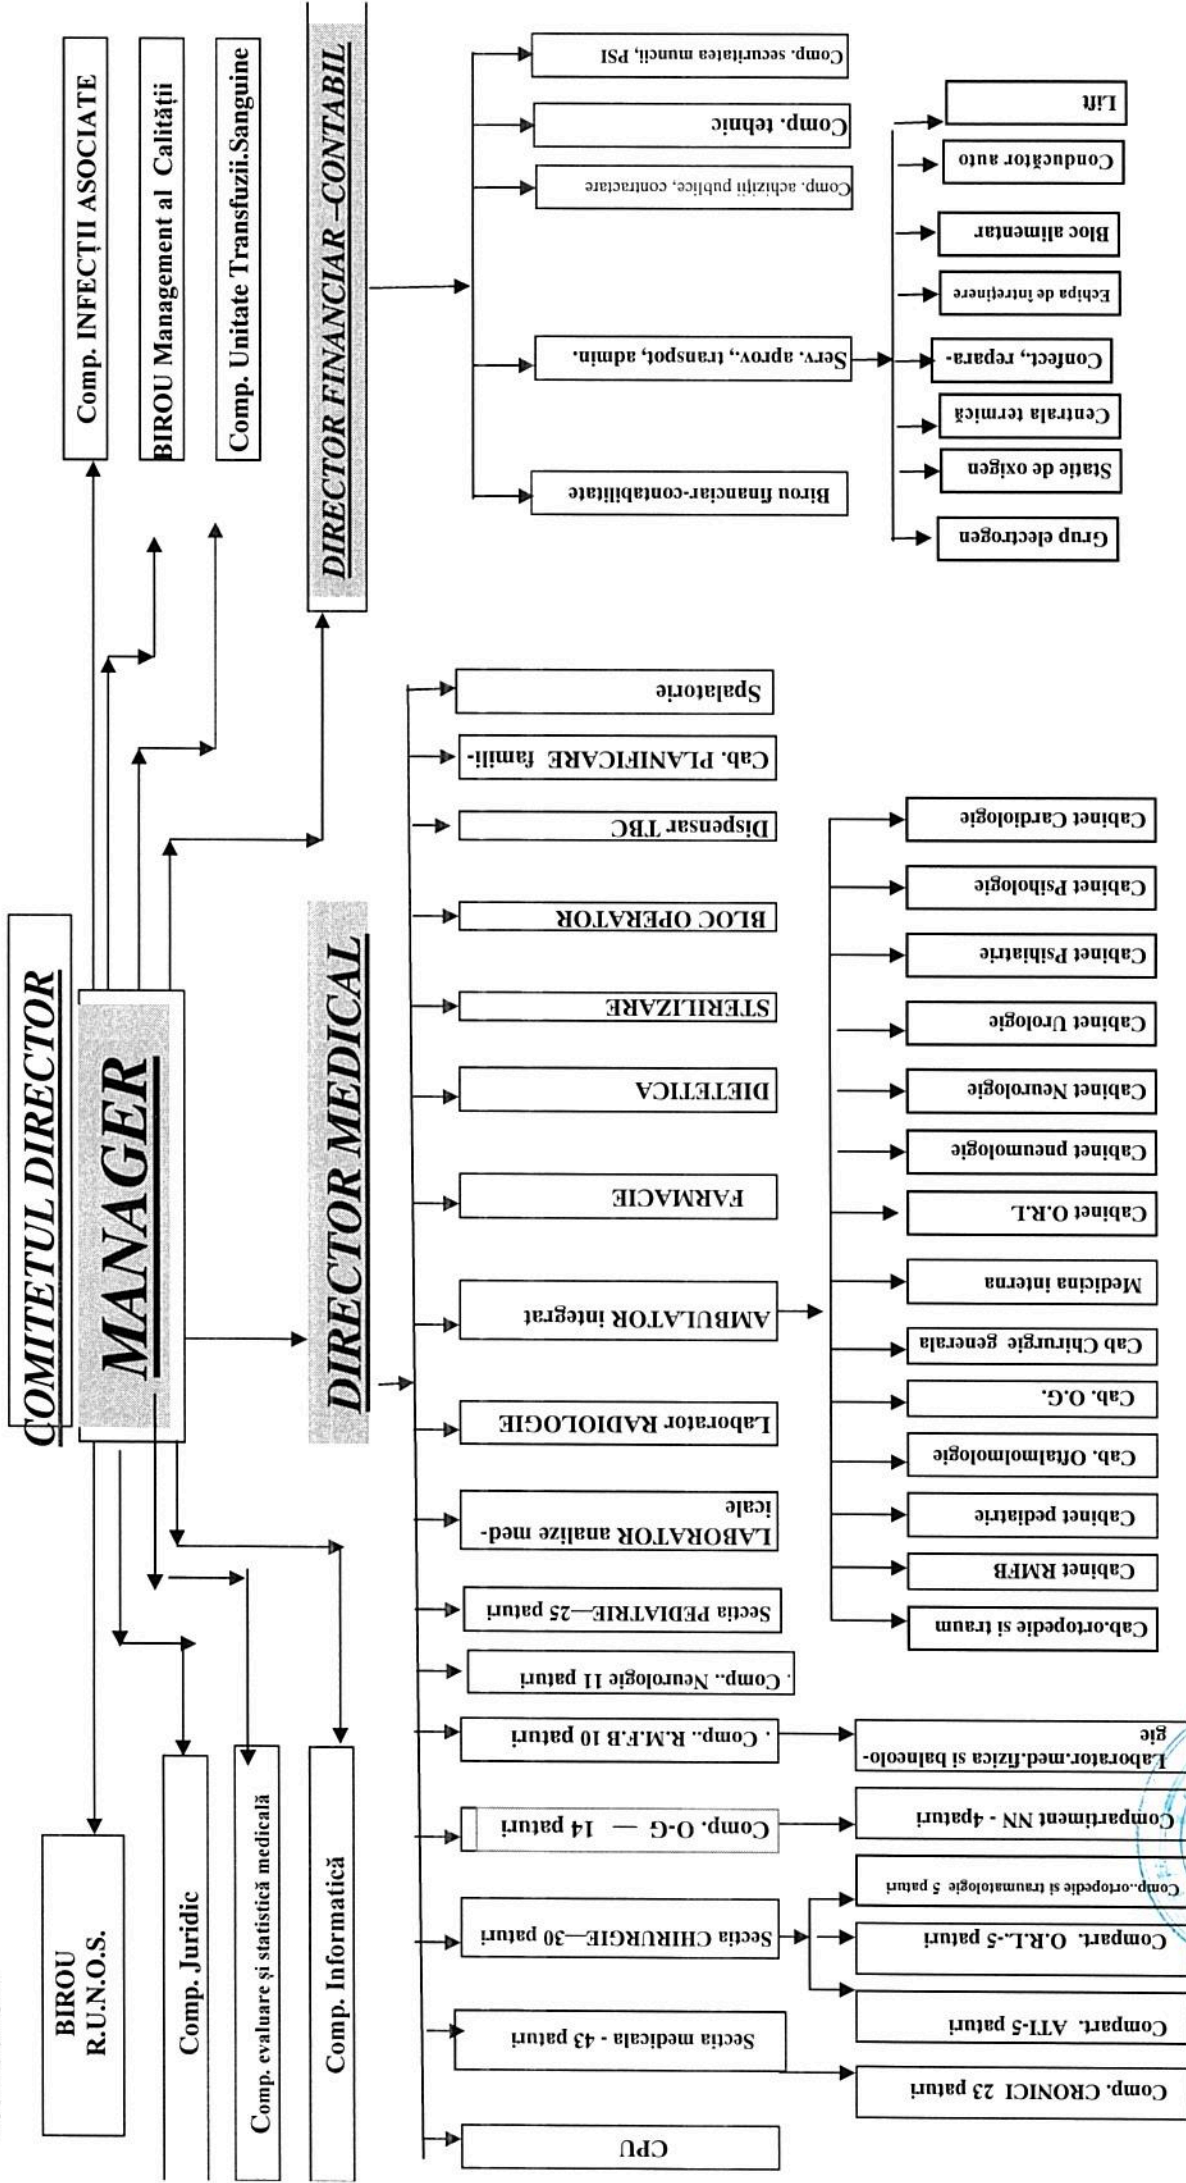 COMITETUL DIRECTOR
MANAGER
BIROU
R.U.N.O.S.
Comp. Juridic
Comp. evaluare și statistică medicală
Comp. Informatică
Comp. INFECȚII ASOCIATE
BIROU Management al Calității
Comp. Unitate Transfuzii.Sanguine
DIRECTOR MEDICAL
DIRECTOR FINANCIAR –CONTABIL
CPU
Sectia medicala - 43 paturi
Sectia CHIRURGIE—30 paturi
Comp. O-G — 14 paturi
. Comp.. R.M.F.B 10 paturi
. Comp.. Neurologie 11 paturi
Sectia PEDIATRIE—25 paturi
LABORATOR analize med-
icale
Laborator RADIOLOGIE
AMBULATOR integrat
FARMACIE
DIETETICA
STERILIZARE
BLOC OPERATOR
Dispensar TBC
Cab. PLANIFICARE famili-
Spalatorie
Comp. CRONICI 23 paturi
Compart. ATI-5 paturi
Compart. O.R.L.-5 paturi
Comp..ortopedie si traumatologie 5 paturi
Compartiment NN - 4paturi
Laborator.med.fizica si balneolo-
gie
Cab.ortopedie si traum
Cabinet RMFB
Cabinet pediatrie
Cab. Oftalmolmologie
Cab. O.G.
Cab Chirurgie generala
Medicina interna
Cabinet O.R.L
Cabinet pneumologie
Cabinet Neurologie
Cabinet Urologie
Cabinet Psihiatrie
Cabinet Psihologie
Cabinet Cardiologie
Birou financiar-contabilitate
Serv. aprov., transpot, admin.
Comp. achiziții publice, contractare
Comp. tehnic
Comp. securitatea muncii, PSI
Grup electrogen
Statie de oxigen
Centrala termică
Confect., repara-
Echipa de întreținere
Bloc alimentar
Conducător auto
Lift